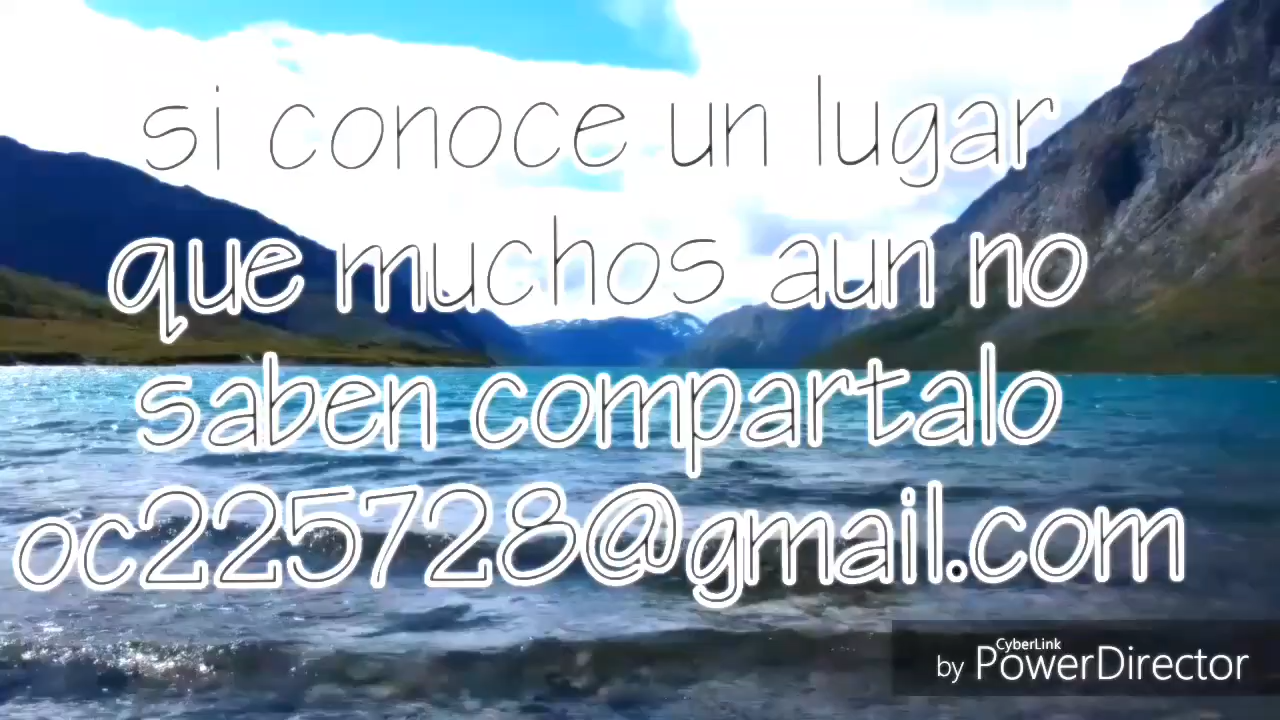 si conoce un lugar
que muchos aun no
saben compartalo
oc225728@gmail.com
CyberLink
by PowerDirector